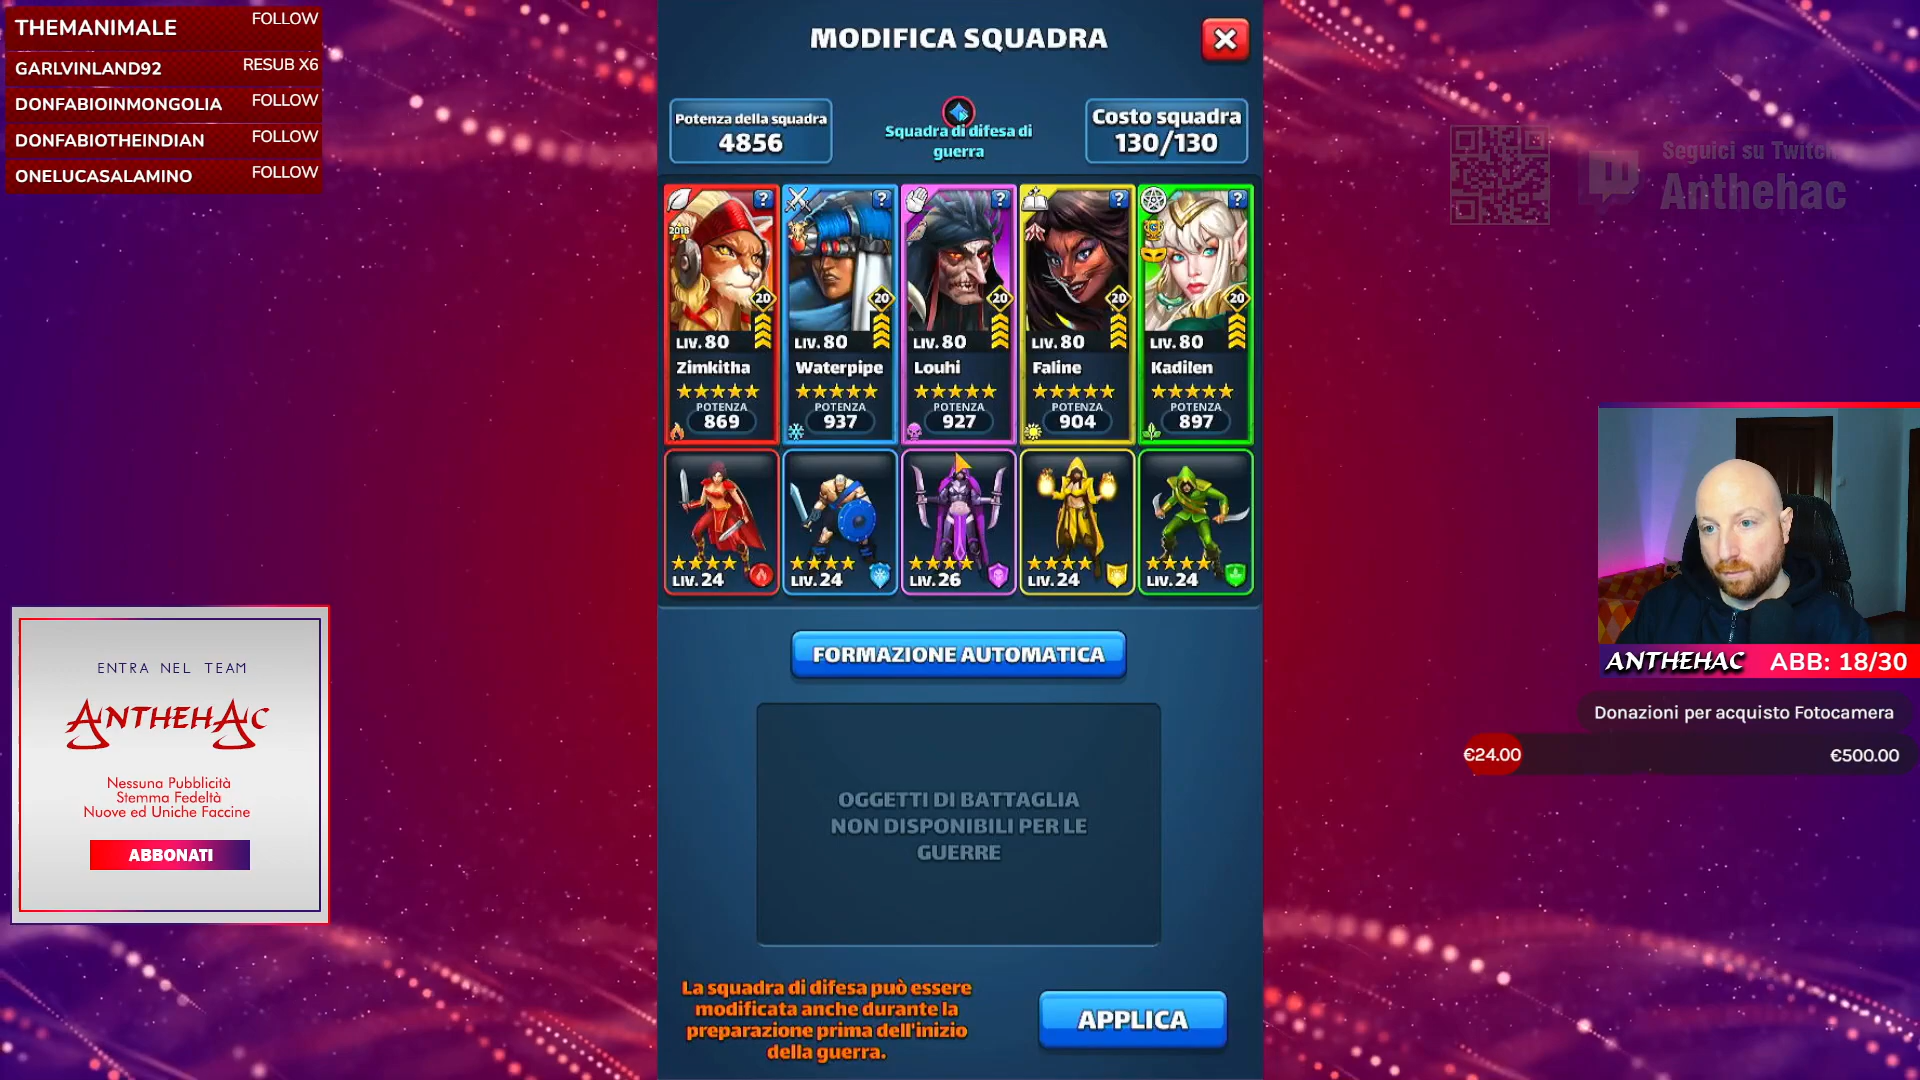 THEMANIMALE FOLLOW
GARLVINLAND92 RESUB X6
DONFABIOINMONGOLIA FOLLOW
DONFABIOTHEINDIAN FOLLOW
ONELUCASALAMINO FOLLOW
MODIFICA SQUADRA
Potenza della squadra
4856
Squadra di difesa di
guerra
Costo squadra
130/130
2018
20 20 20 20 20
LIV. 80 LIV. 80 LIV. 80 LIV. 80 LIV. 80
Zimkitha Waterpipe Louhi Faline Kadilen
POTENZA POTENZA POTENZA POTENZA POTENZA
869 937 927 904 897
LIV. 24 LIV. 24 LIV. 26 LIV. 24 LIV. 24
FORMAZIONE AUTOMATICA
OGGETTI DI BATTAGLIA
NON DISPONIBILI PER LE
GUERRE
La squadra di difesa può essere
modificata anche durante la
preparazione prima dell'inizio
della guerra.
APPLICA
Seguici su Twitch
Anthehac
ENTRA NEL TEAM
ANTHEHAC
Nessuna Pubblicità
Stemma Fedeltà
Nuove ed Uniche Faccine
ABBONATI
ANTHEHAC ABB: 18/30
Donazioni per acquisto Fotocamera
€24.00 €500.00